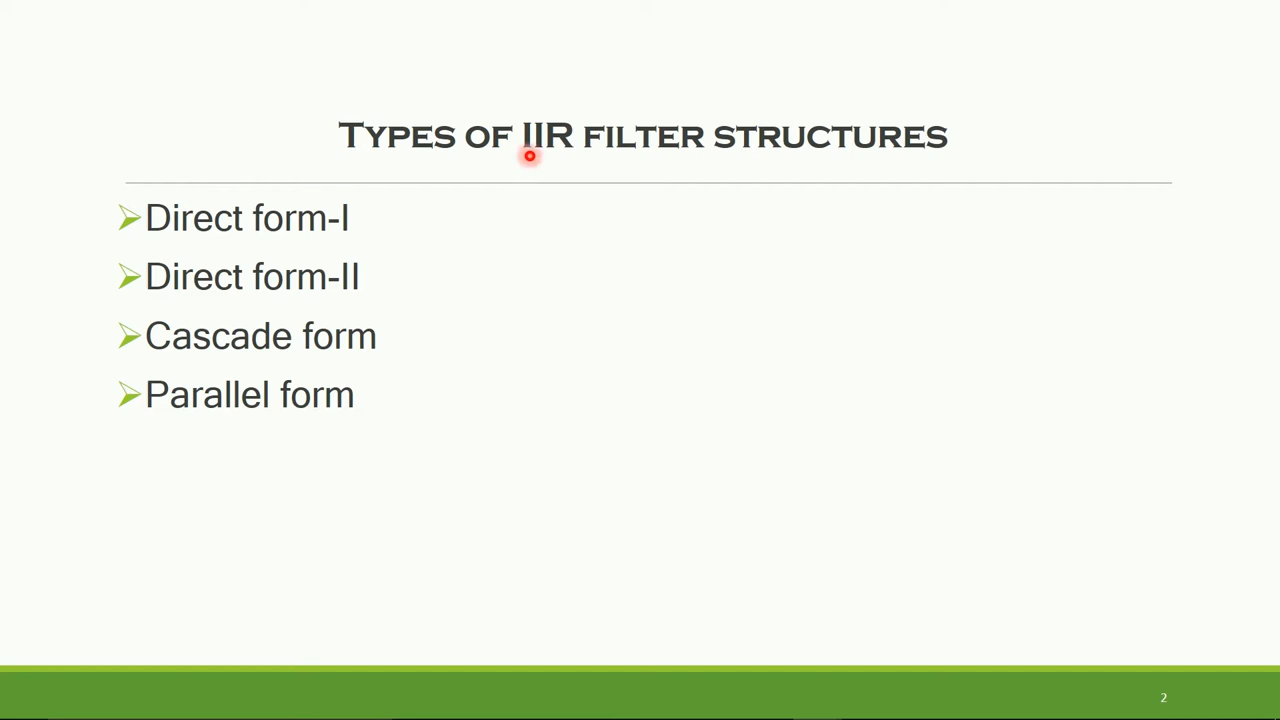 Types of IIR filter structures
Direct form-I
Direct form-II
Cascade form
Parallel form
2